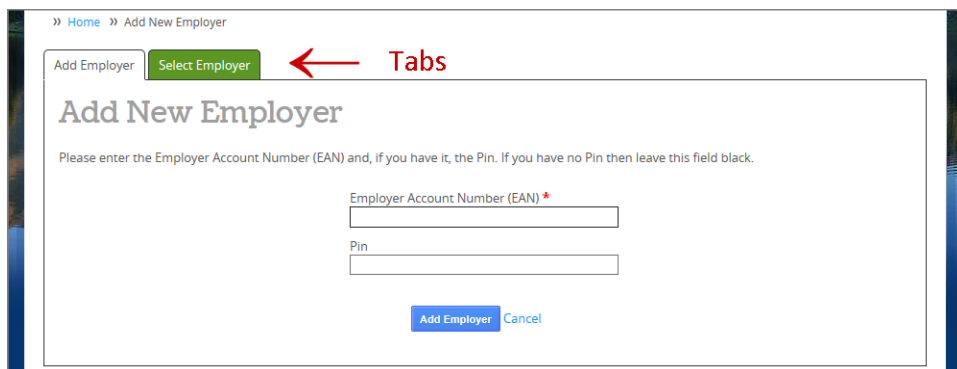 » Home » Add New Employer
Add Employer Select Employer Tabs
Add New Employer
Please enter the Employer Account Number (EAN) and, if you have it, the Pin. If you have no Pin then leave this field black.
Employer Account Number (EAN) *
Pin
Add Employer Cancel